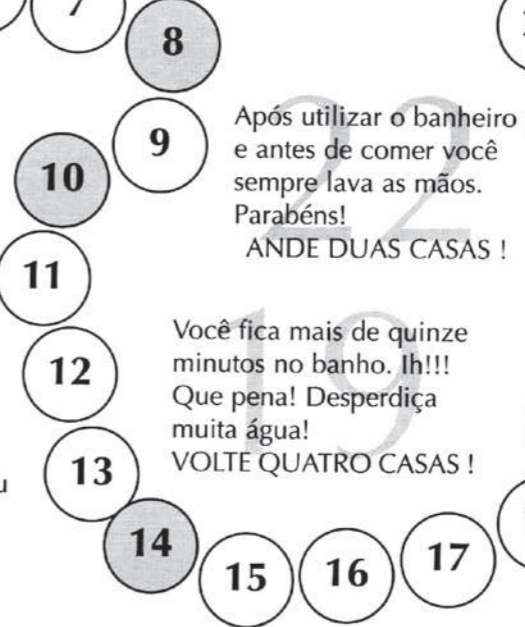 7
8
9
10
11
12
13
14
15
16
17
22
Após utilizar o banheiro
e antes de comer você
sempre lava as mãos.
Parabéns!
ANDE DUAS CASAS !
19
Você fica mais de quinze
minutos no banho. Ih!!!
Que pena! Desperdiça
muita água!
VOLTE QUATRO CASAS !
u